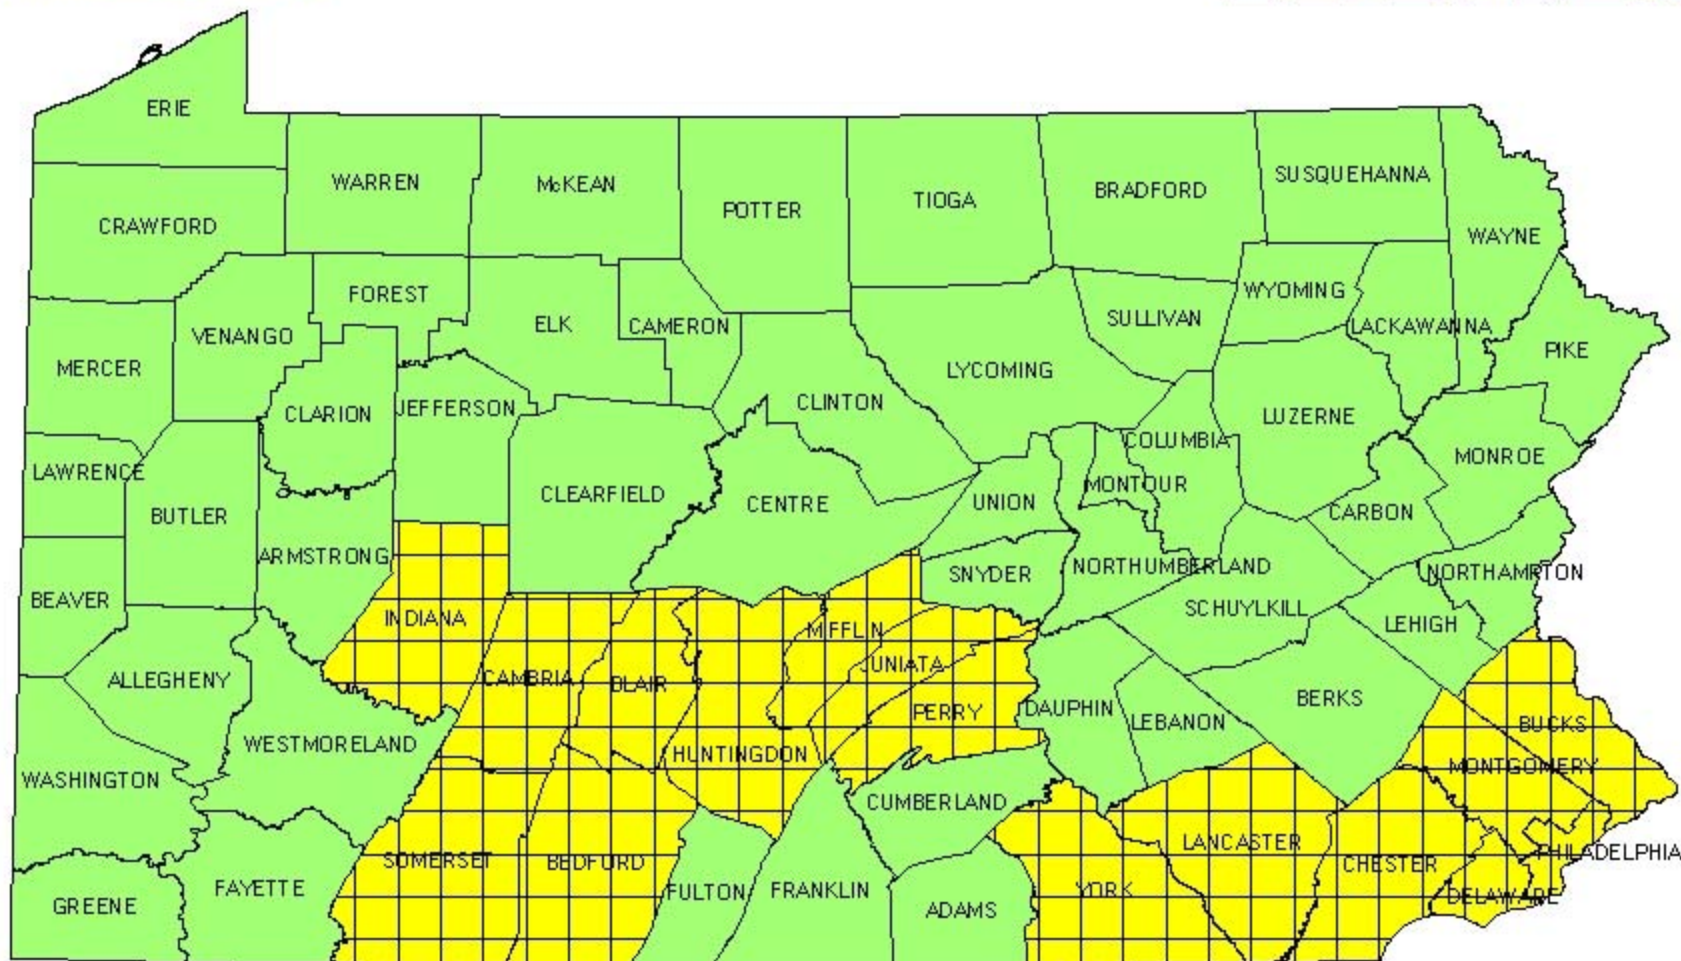 ERIE
WARREN
McKEAN
POTTER
TIOGA
BRADFORD
SUSQUEHANNA
WAYNE
CRAWFORD
FOREST
ELK
CAMERON
SULLIVAN
WYOMING
LACKAWANNA
PIKE
VENANGO
MERCER
CLARION
JEFFERSON
CLINTON
LYCOMING
COLUMBIA
LUZERNE
MONROE
LAWRENCE
BUTLER
CLEARFIELD
CENTRE
UNION
MONTOUR
CARBON
ARMSTRONG
SNYDER
NORTHUMBERLAND
NORTHAMPTON
BEAVER
INDIANA
MIFFLIN
SCHUYLKILL
LEHIGH
ALLEGHENY
CAMBRIA
BLAIR
JUNIATA
PERRY
DAUPHIN
LEBANON
BERKS
BUCKS
WESTMORELAND
HUNTINGDON
WASHINGTON
CUMBERLAND
MONTGOMERY
SOMERSET
BEDFORD
LANCASTER
CHESTER
PHILADELPHIA
GREENE
FAYETTE
FULTON
FRANKLIN
ADAMS
YORK
DELAWARE